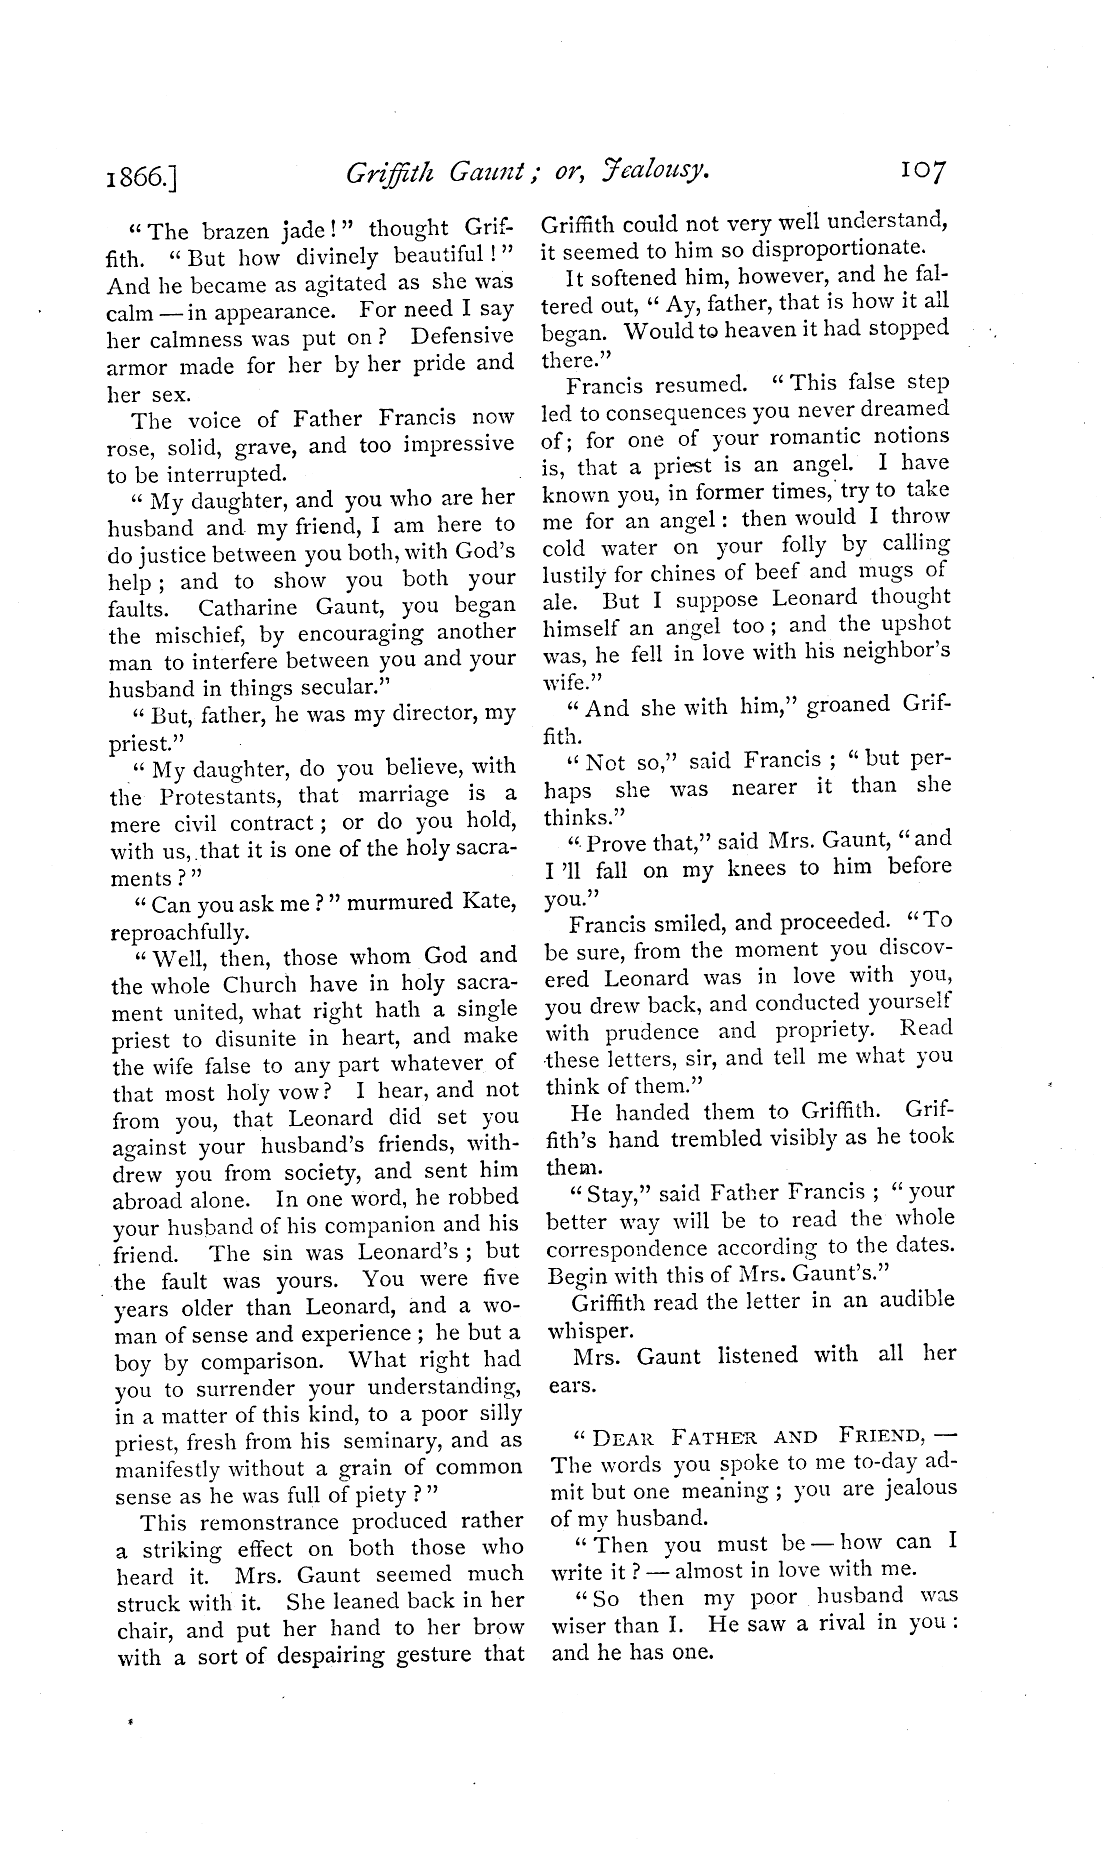 1866.] Griffith Gaunt; or, Jealousy. 107
“The brazen jade!” thought Grif-
fith. “But how divinely beautiful!”
And he became as agitated as she was
calm — in appearance. For need I say
her calmness was put on? Defensive
armor made for her by her pride and
her sex.
The voice of Father Francis now
rose, solid, grave, and too impressive
to be interrupted.
“My daughter, and you who are her
husband and my friend, I am here to
do justice between you both, with God's
help; and to show you both your
faults. Catharine Gaunt, you began
the mischief, by encouraging another
man to interfere between you and your
husband in things secular.”
“But, father, he was my director, my
priest.”
“My daughter, do you believe, with
the Protestants, that marriage is a
mere civil contract; or do you hold,
with us, that it is one of the holy sacra-
ments?”
“Can you ask me?” murmured Kate,
reproachfully.
“Well, then, those whom God and
the whole Church have in holy sacra-
ment united, what right hath a single
priest to disunite in heart, and make
the wife false to any part whatever of
that most holy vow? I hear, and not
from you, that Leonard did set you
against your husband's friends, with-
drew you from society, and sent him
abroad alone. In one word, he robbed
your husband of his companion and his
friend. The sin was Leonard's; but
the fault was yours. You were five
years older than Leonard, and a wo-
man of sense and experience; he but a
boy by comparison. What right had
you to surrender your understanding,
in a matter of this kind, to a poor silly
priest, fresh from his seminary, and as
manifestly without a grain of common
sense as he was full of piety?”
This remonstrance produced rather
a striking effect on both those who
heard it. Mrs. Gaunt seemed much
struck with it. She leaned back in her
chair, and put her hand to her brow
with a sort of despairing gesture that
Griffith could not very well understand,
it seemed to him so disproportionate.
It softened him, however, and he fal-
tered out, “Ay, father, that is how it all
began. Would to heaven it had stopped
there.”
Francis resumed. “This false step
led to consequences you never dreamed
of; for one of your romantic notions
is, that a priest is an angel. I have
known you, in former times, try to take
me for an angel: then would I throw
cold water on your folly by calling
lustily for chines of beef and mugs of
ale. But I suppose Leonard thought
himself an angel too; and the upshot
was, he fell in love with his neighbor's
wife.”
“And she with him,” groaned Grif-
fith.
“Not so,” said Francis; “but per-
haps she was nearer it than she
thinks.”
“Prove that,” said Mrs. Gaunt, “and
I 'll fall on my knees to him before
you.”
Francis smiled, and proceeded. “To
be sure, from the moment you discov-
ered Leonard was in love with you,
you drew back, and conducted yourself
with prudence and propriety. Read
these letters, sir, and tell me what you
think of them.”
He handed them to Griffith. Grif-
fith's hand trembled visibly as he took
them.
“Stay,” said Father Francis; “your
better way will be to read the whole
correspondence according to the dates.
Begin with this of Mrs. Gaunt's.”
Griffith read the letter in an audible
whisper.
Mrs. Gaunt listened with all her
ears.
“DEAR FATHER AND FRIEND, —
The words you spoke to me to-day ad-
mit but one meaning; you are jealous
of my husband.
“Then you must be — how can I
write it? — almost in love with me.
“So then my poor husband was
wiser than I. He saw a rival in you:
and he has one.